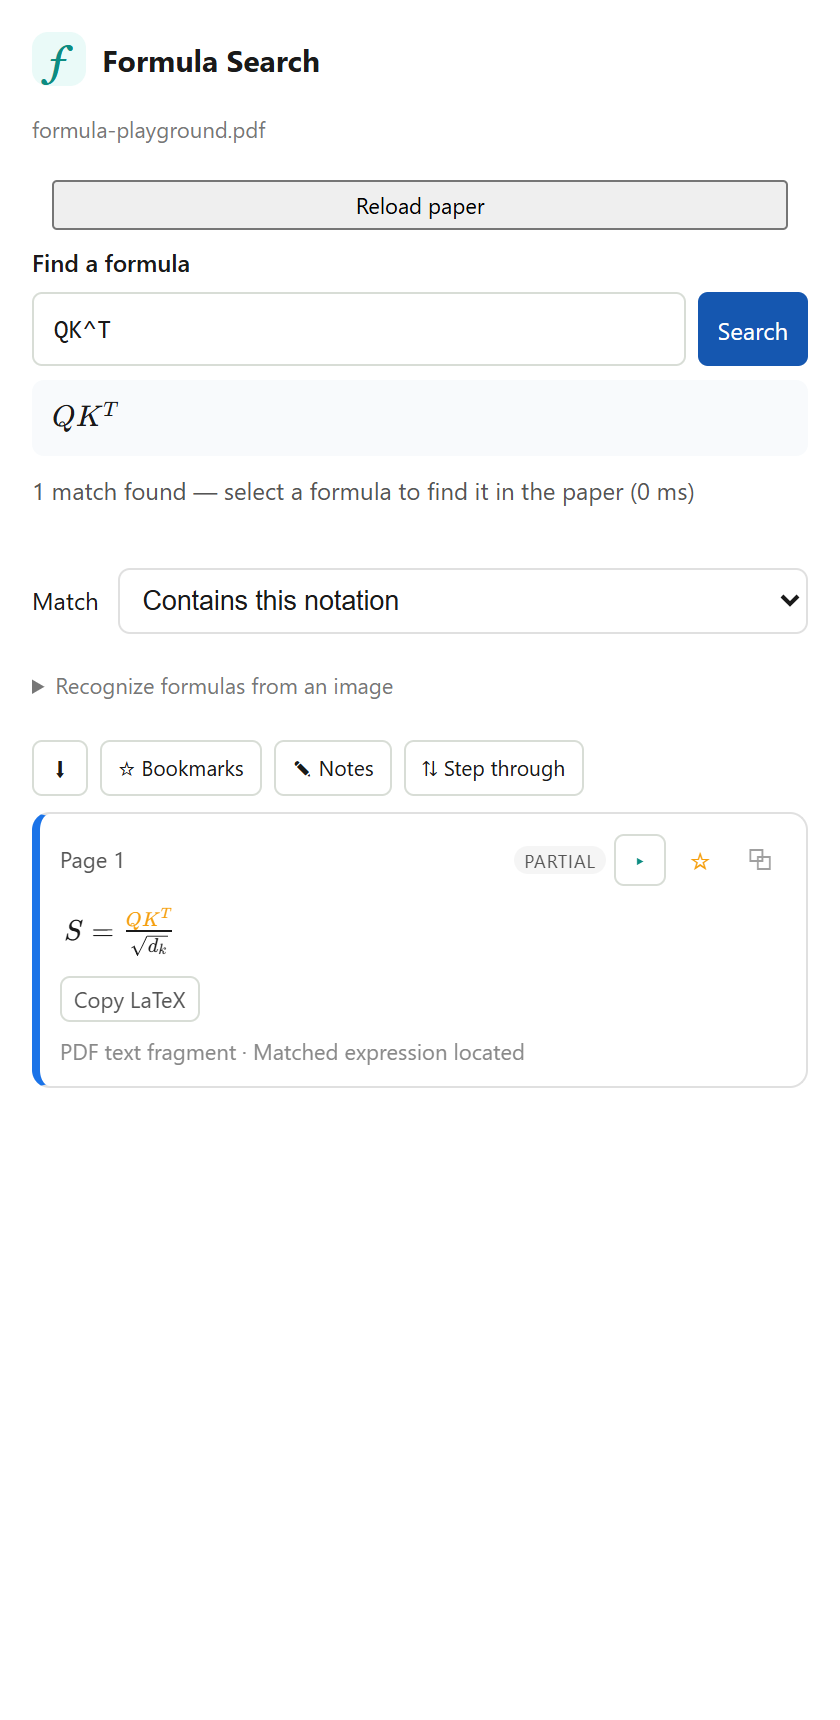 f Formula Search
formula-playground.pdf
Reload paper
Find a formula
QK^T
Search
QK^T
1 match found — select a formula to find it in the paper (0 ms)
Match
Contains this notation
▶ Recognize formulas from an image
⬇ ☆ Bookmarks ✎ Notes ⇅ Step through
Page 1 PARTIAL ▸ ☆
S = \frac{QK^T}{\sqrt{d_k}}
Copy LaTeX
PDF text fragment · Matched expression located